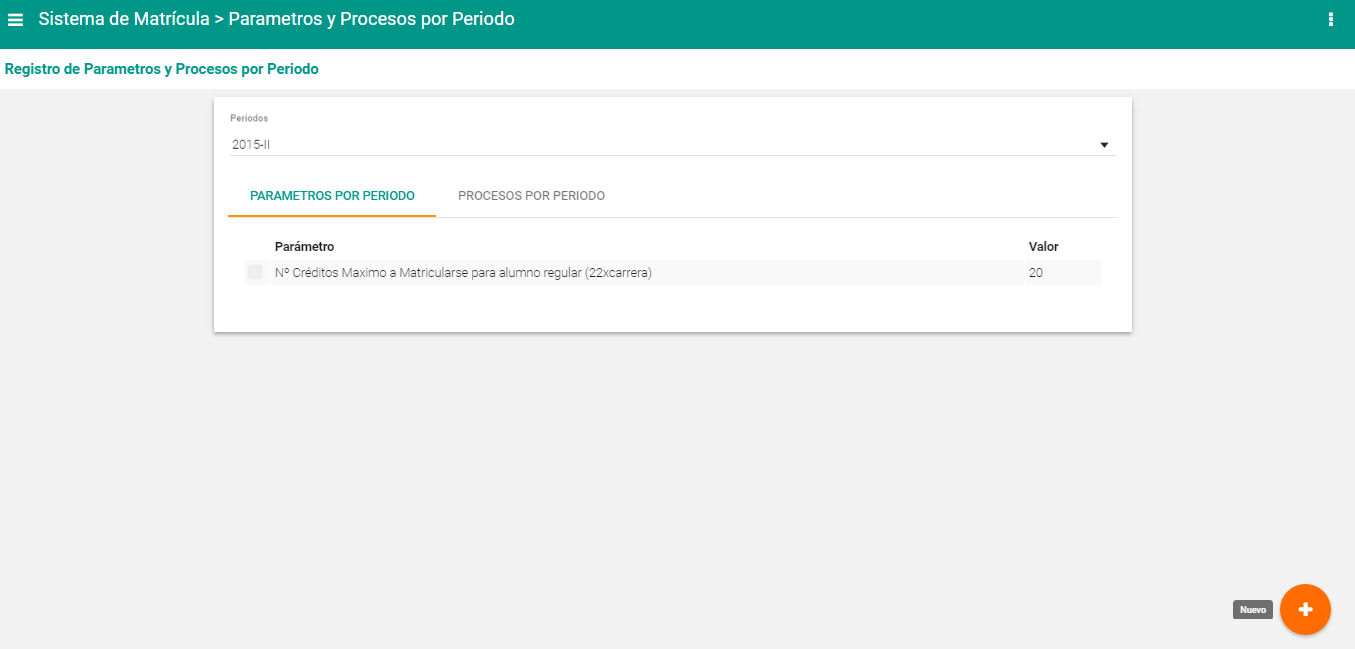 Sistema de Matrícula > Parametros y Procesos por Periodo
Registro de Parametros y Procesos por Periodo
Periodos
2015-II
PARAMETROS POR PERIODO PROCESOS POR PERIODO
Parámetro Valor
Nº Créditos Maximo a Matricularse para alumno regular (22xcarrera) 20
Nuevo